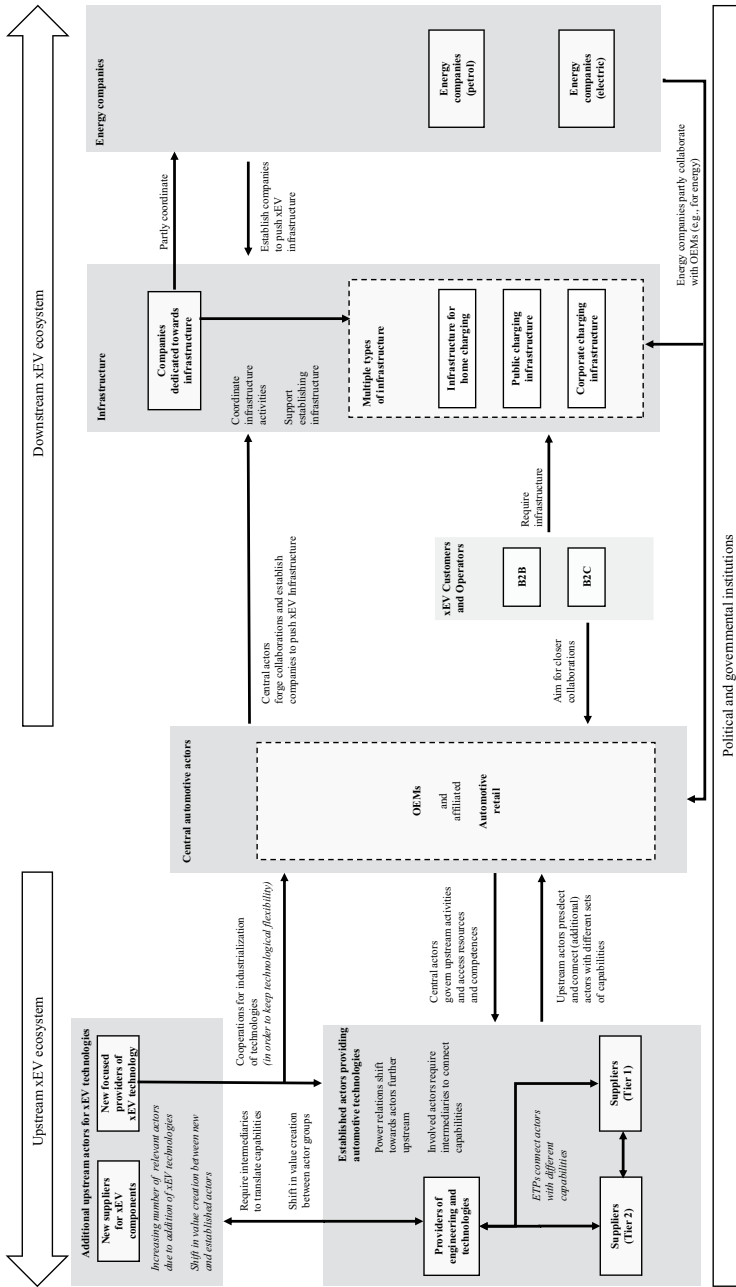 Upstream xEV ecosystem
Downstream xEV ecosystem
Additional upstream actors for xEV technologies
New suppliers
for xEV
components
New focused
providers of
xEV technology
Increasing number of relevant actors
due to addition of xEV technologies
Shift in value creation between new
and established actors
Require intermediaries
to translate capabilities
Shift in value creation
between actor groups
Cooperations for industrialization
of technologies
(in order to keep technological flexibility)
Established actors providing
automotive technologies
Power relations shift
towards actors further
upstream
Involved actors require
intermediaries to connect
capabilities
Providers of
engineering and
technologies
ETPs connect actors
with different
capabilities
Suppliers
(Tier 2)
Suppliers
(Tier 1)
Central actors
govern upstream activities
and access resources
and competences
Upstream actors preselect
and connect (additional)
actors with different sets
of capabilities
Central automotive actors
OEMs
and
affiliated
Automotive
retail
Central actors
forge collaborations and establish
companies to push xEV Infrastructure
Aim for closer
collaborations
xEV Customers
and Operators
B2B
B2C
Require
infrastructure
Infrastructure
Companies
dedicated towards
infrastructure
Coordinate
infrastructure
activities
Support
establishing
infrastructure
Multiple types
of infrastructure
Infrastructure for
home charging
Public charging
infrastructure
Corporate charging
infrastructure
Partly coordinate
Establish companies
to push xEV
infrastructure
Energy companies partly collaborate
with OEMs (e.g., for energy)
Energy companies
Energy
companies
(petrol)
Energy
companies
(electric)
Political and governmental institutions